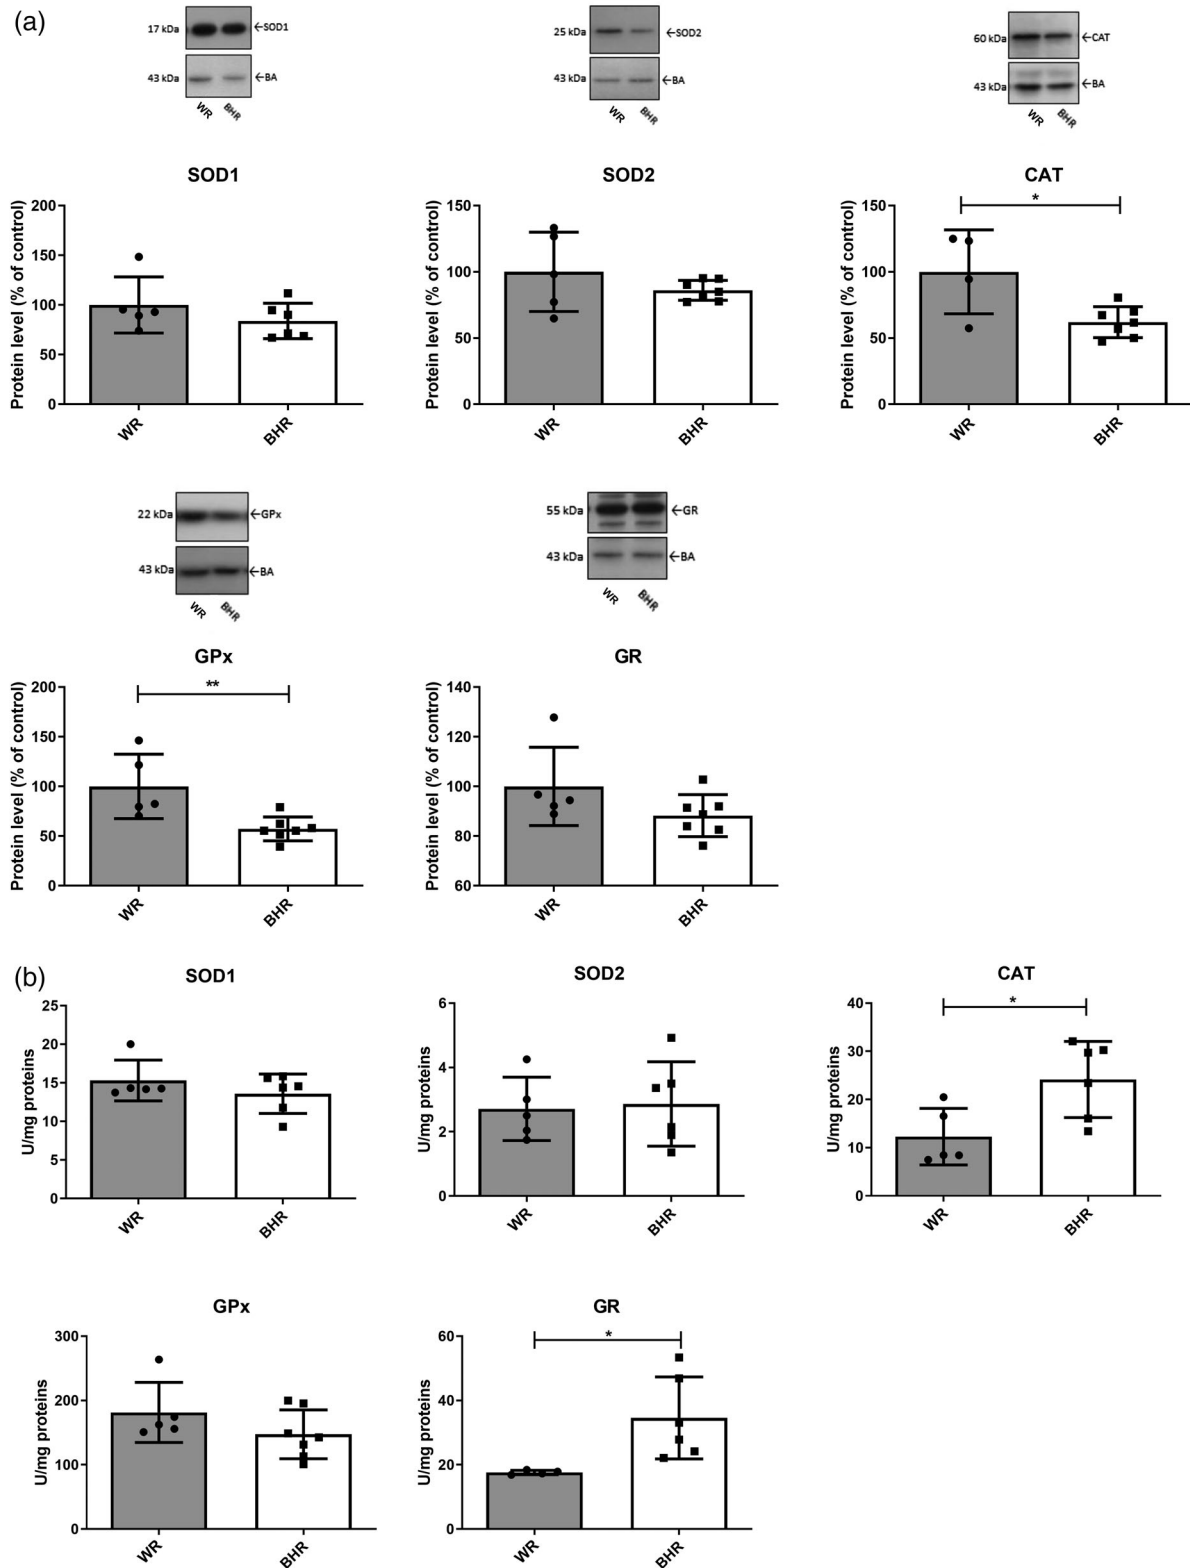 (a)
17 kDa ←SOD1
43 kDa ←BA
WR BHR
25 kDa ←SOD2
43 kDa ←BA
WR BHR
60 kDa ←CAT
43 kDa ←BA
WR BHR
SOD1
Protein level (% of control)
200
150
100
50
0
WR BHR
SOD2
Protein level (% of control)
150
100
50
0
WR BHR
CAT
Protein level (% of control)
150
100
50
0
*
WR BHR
22 kDa ←GPx
43 kDa ←BA
WR BHR
55 kDa ←GR
43 kDa ←BA
WR BHR
GPx
Protein level (% of control)
200
150
100
50
0
**
WR BHR
GR
Protein level (% of control)
140
120
100
80
60
WR BHR
(b)
SOD1
U/mg proteins
25
20
15
10
5
0
WR BHR
SOD2
U/mg proteins
6
4
2
0
WR BHR
CAT
U/mg proteins
40
30
20
10
0
*
WR BHR
GPx
U/mg proteins
300
200
100
0
WR BHR
GR
U/mg proteins
60
40
20
0
*
WR BHR